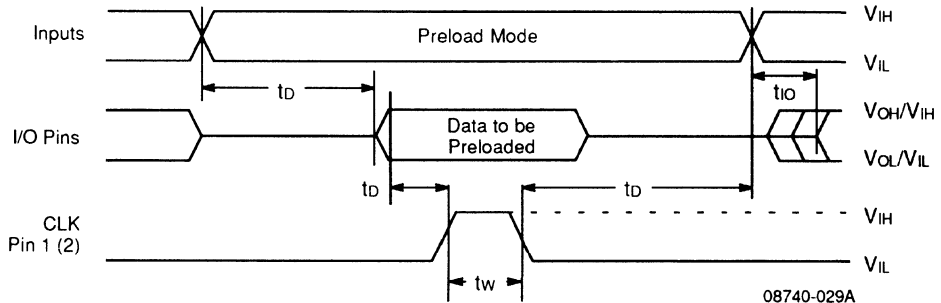 Inputs
Preload Mode
VIH
VIL
tD
tIO
I/O Pins
Data to be
Preloaded
VOH/VIH
VOL/VIL
tD
tD
CLK
Pin 1 (2)
VIH
VIL
tW
08740-029A